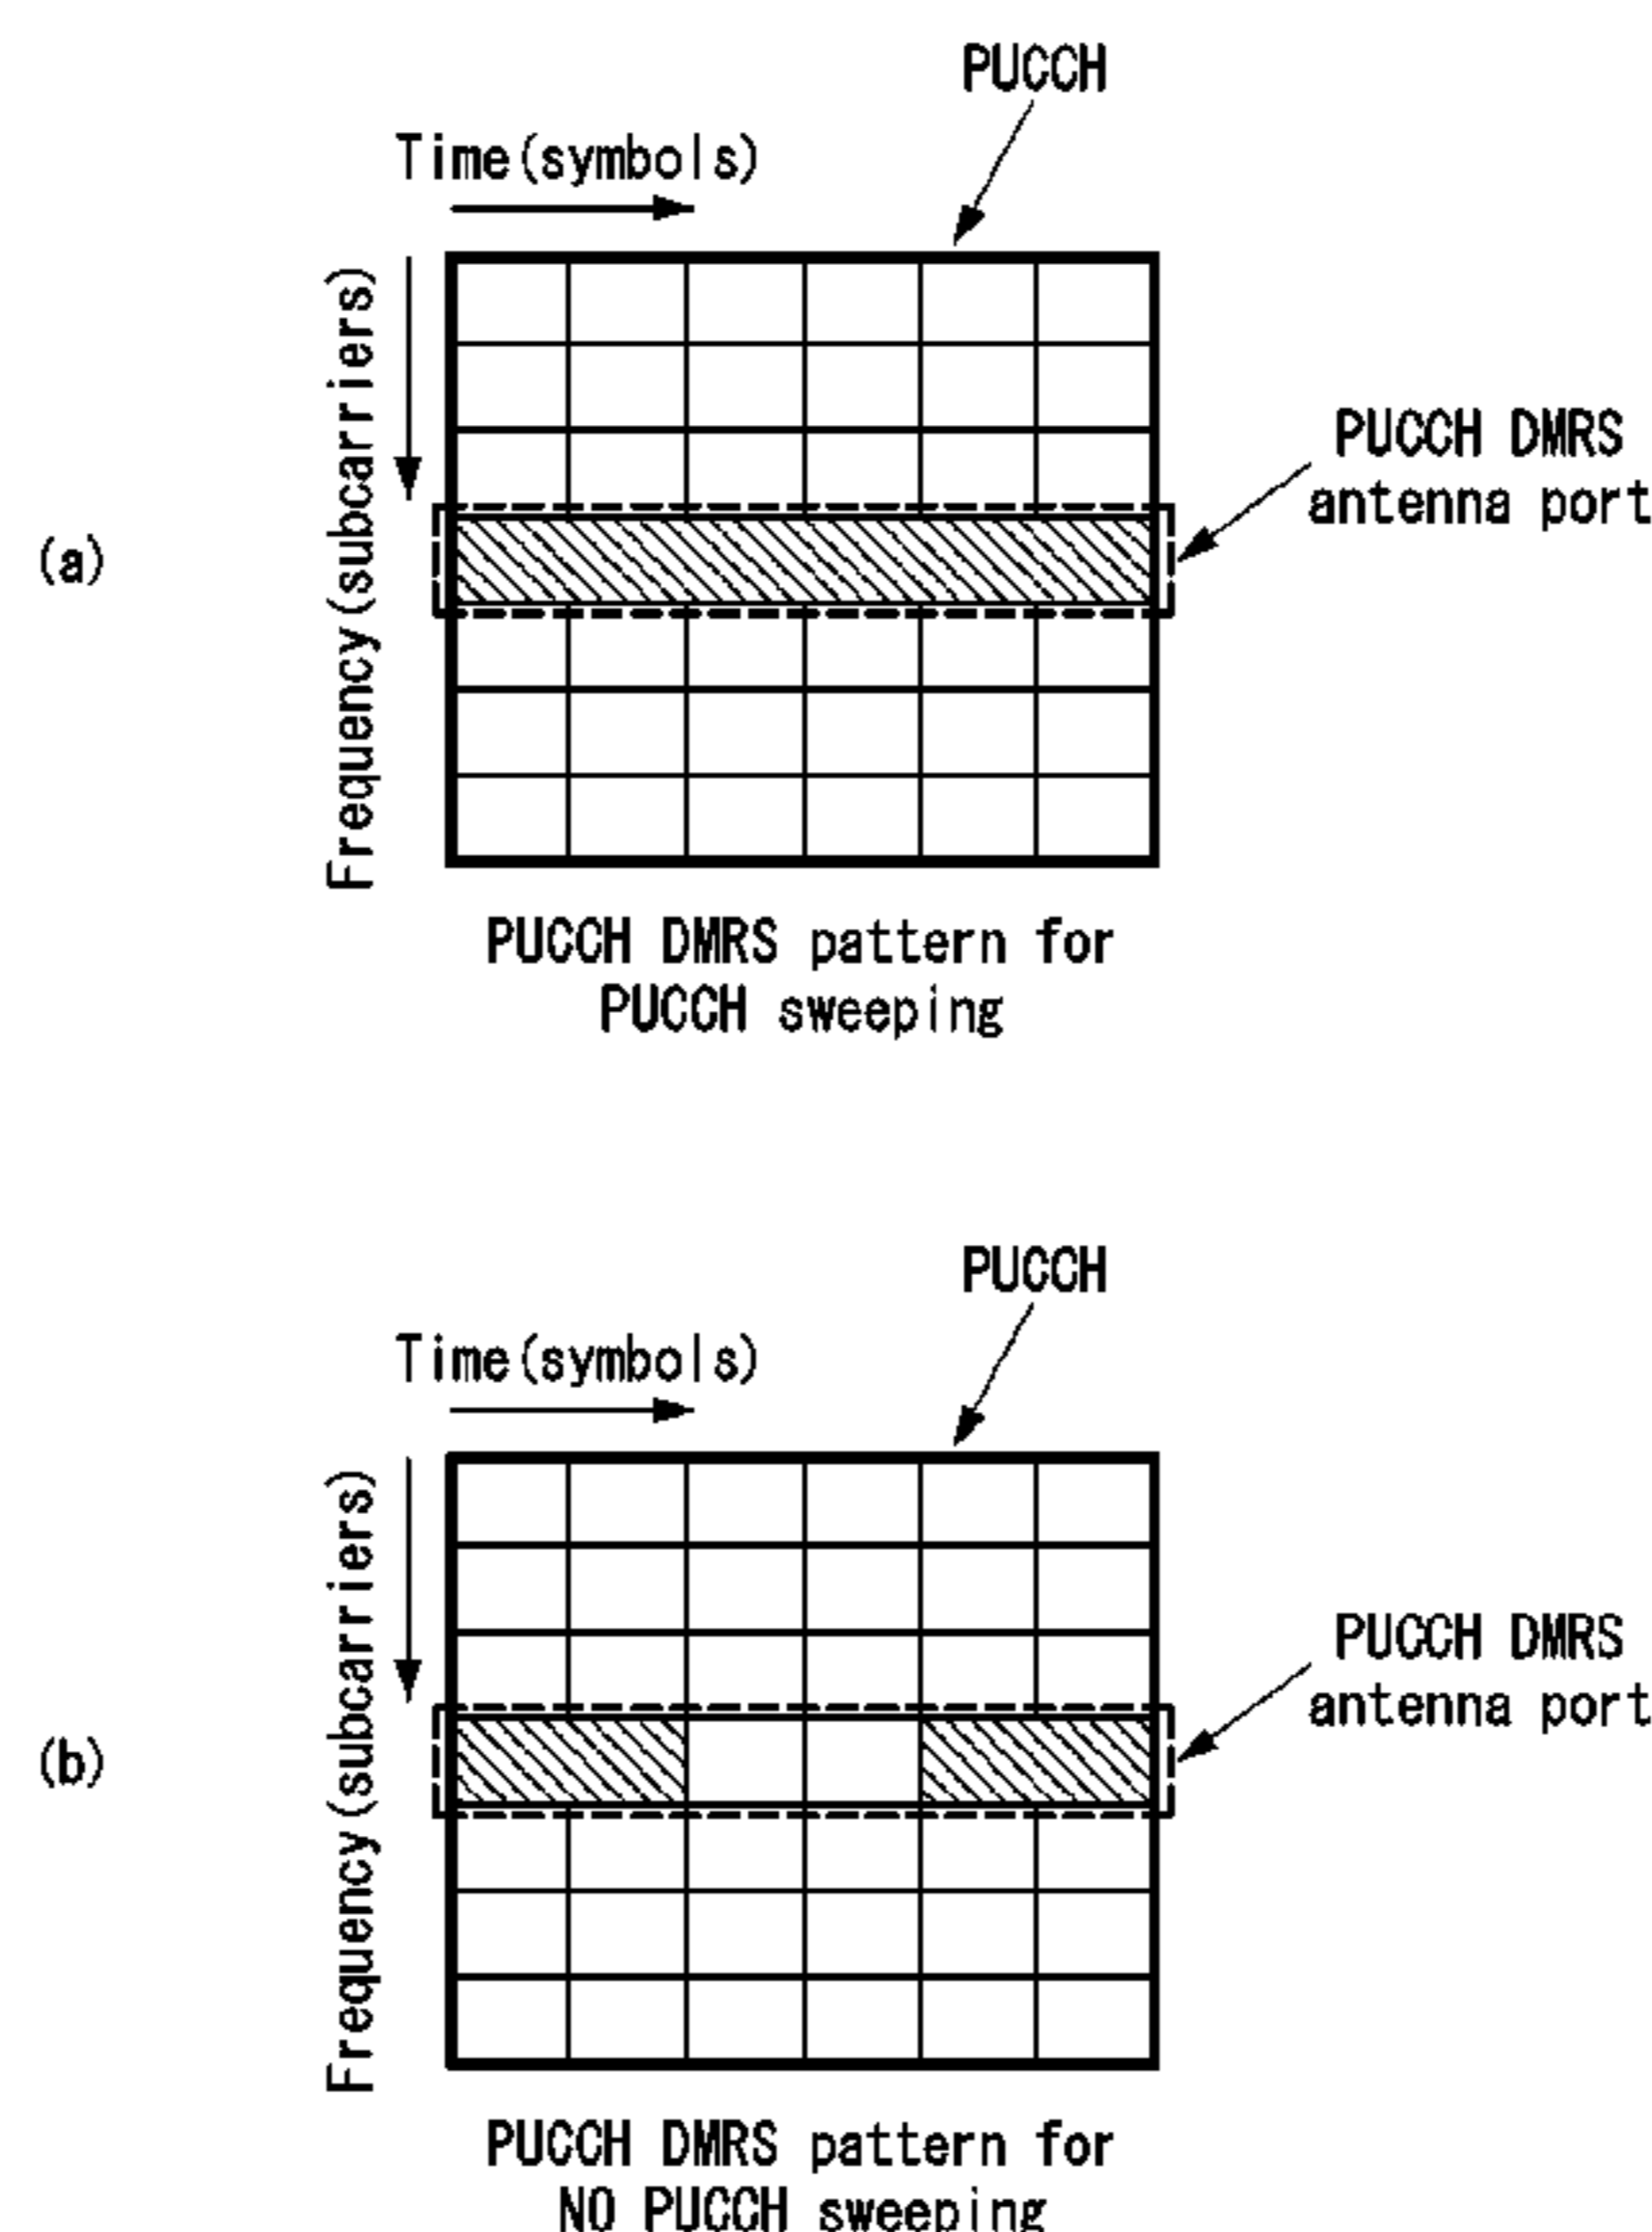 PUCCH
Time(symbols)
Frequency(subcarriers)
PUCCH DMRS
antenna port
(a)
PUCCH DMRS pattern for
PUCCH sweeping
PUCCH
Time(symbols)
Frequency(subcarriers)
PUCCH DMRS
antenna port
(b)
PUCCH DMRS pattern for
NO PUCCH sweeping